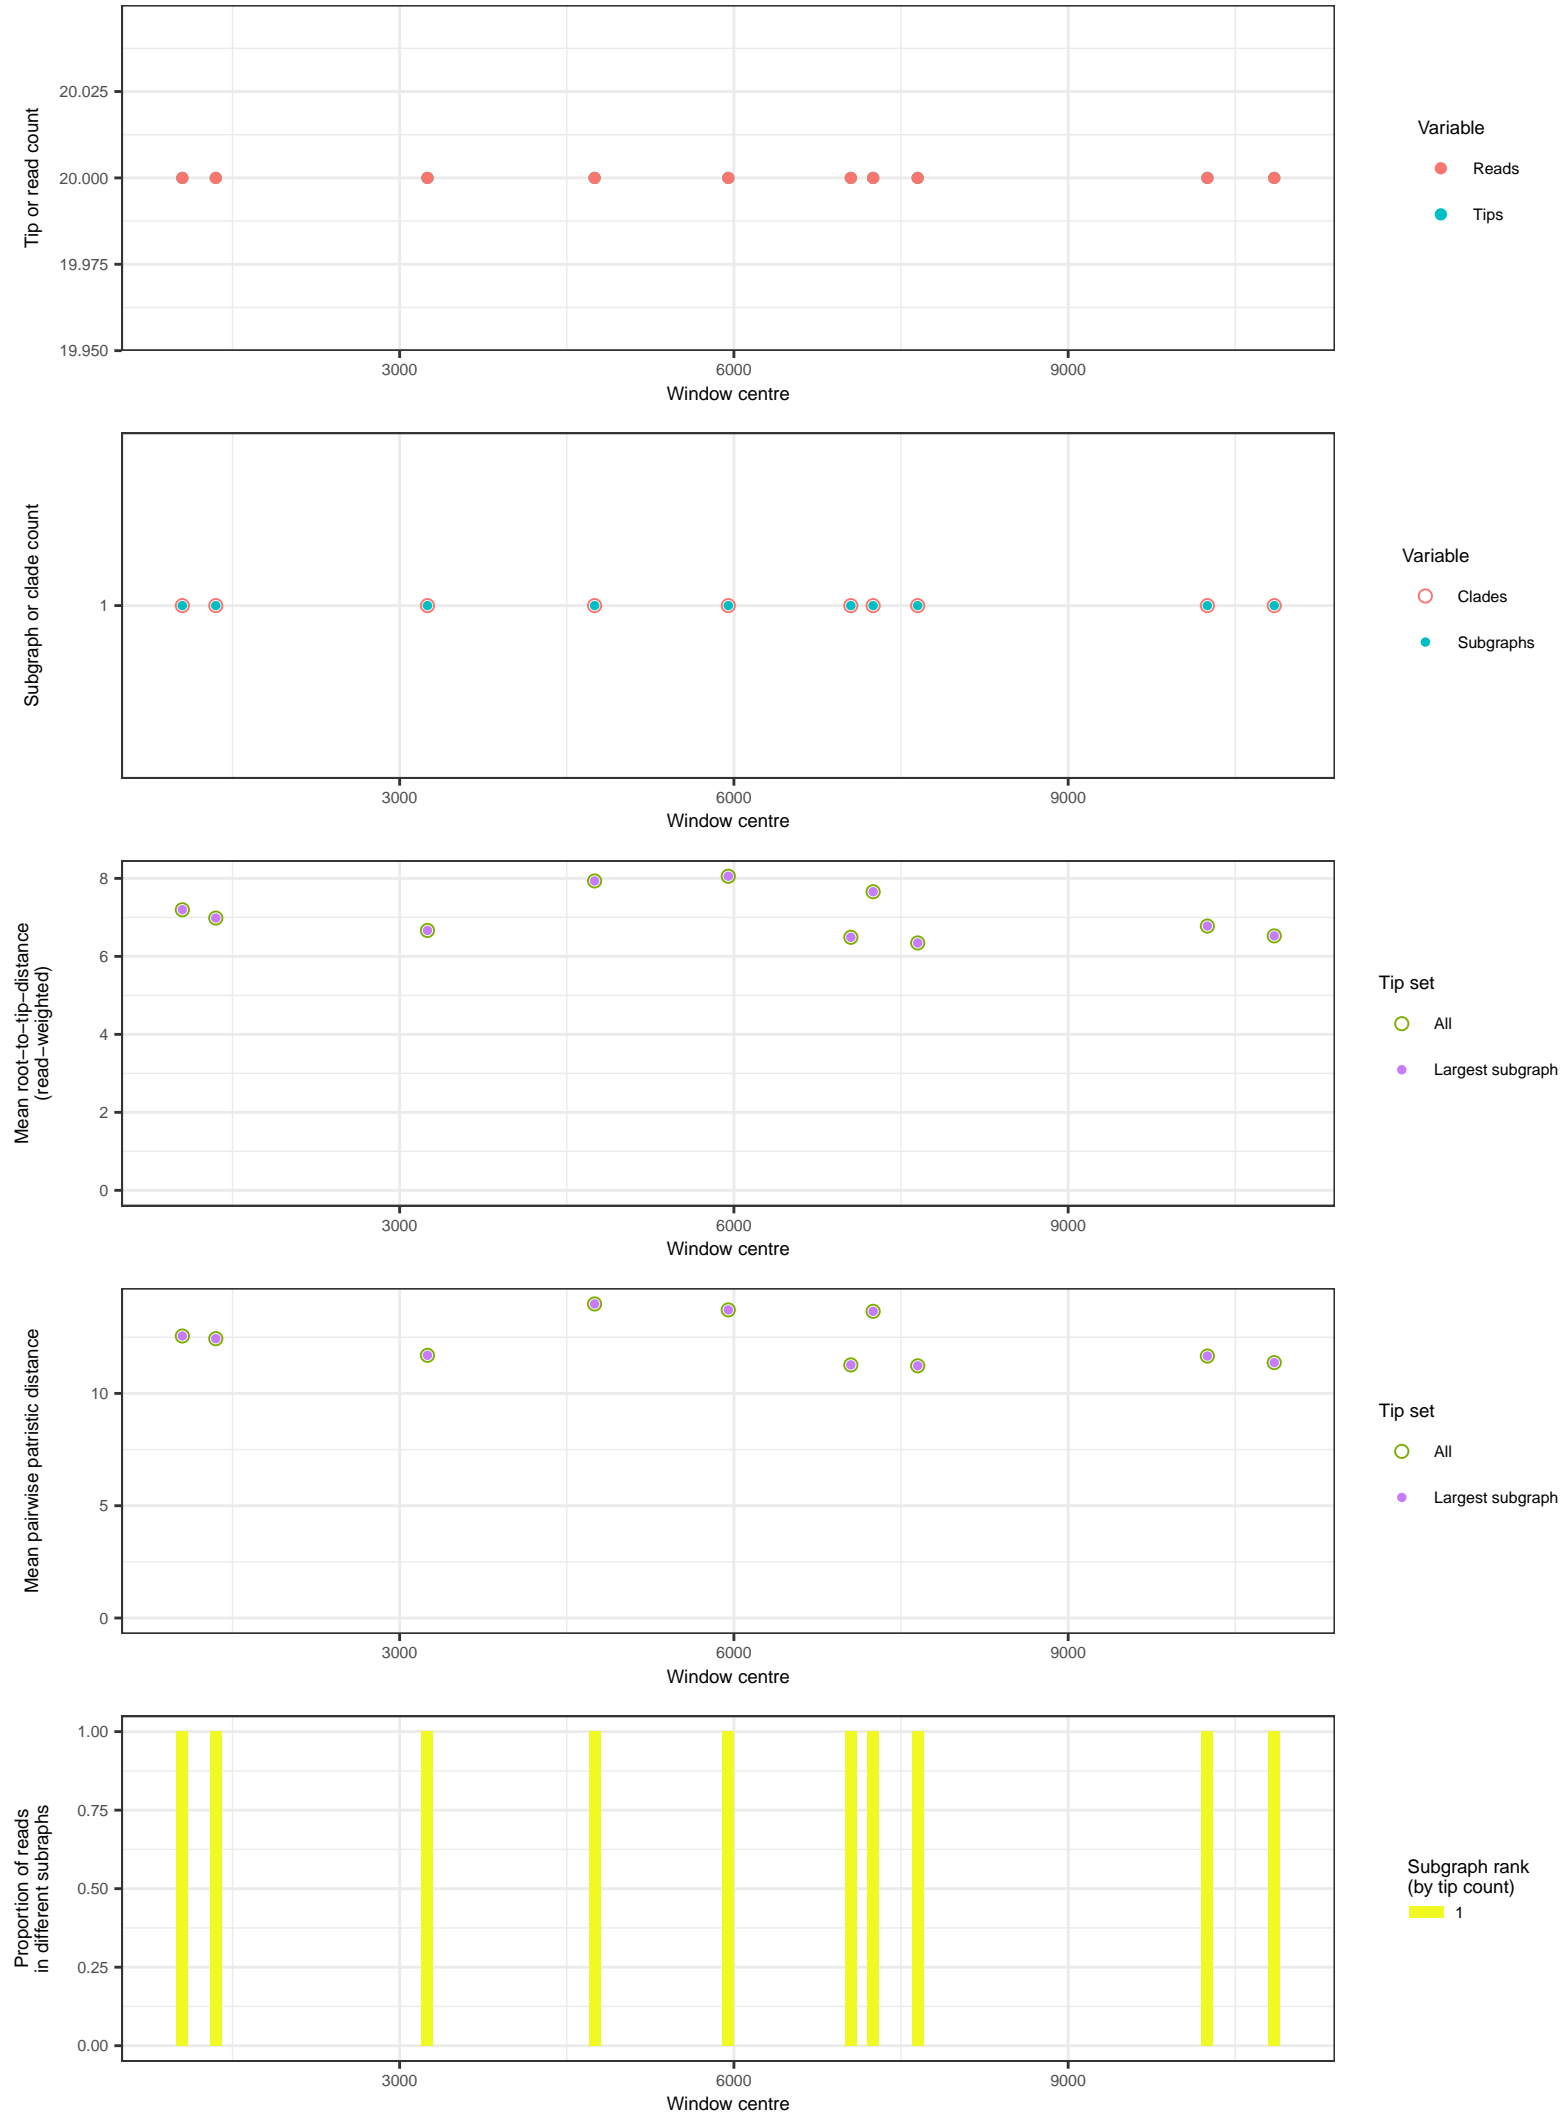 Tip or read count
20.025
20.000
19.975
19.950
3000
6000
9000
Window centre
Variable
Reads
Tips
Subgraph or clade count
1
3000
6000
9000
Window centre
Variable
Clades
Subgraphs
Mean root−to−tip−distance
(read−weighted)
8
6
4
2
0
3000
6000
9000
Window centre
Tip set
All
Largest subgraph
Mean pairwise patristic distance
10
5
0
3000
6000
9000
Window centre
Tip set
All
Largest subgraph
Proportion of reads
in different subraphs
1.00
0.75
0.50
0.25
0.00
3000
6000
9000
Window centre
Subgraph rank
(by tip count)
1